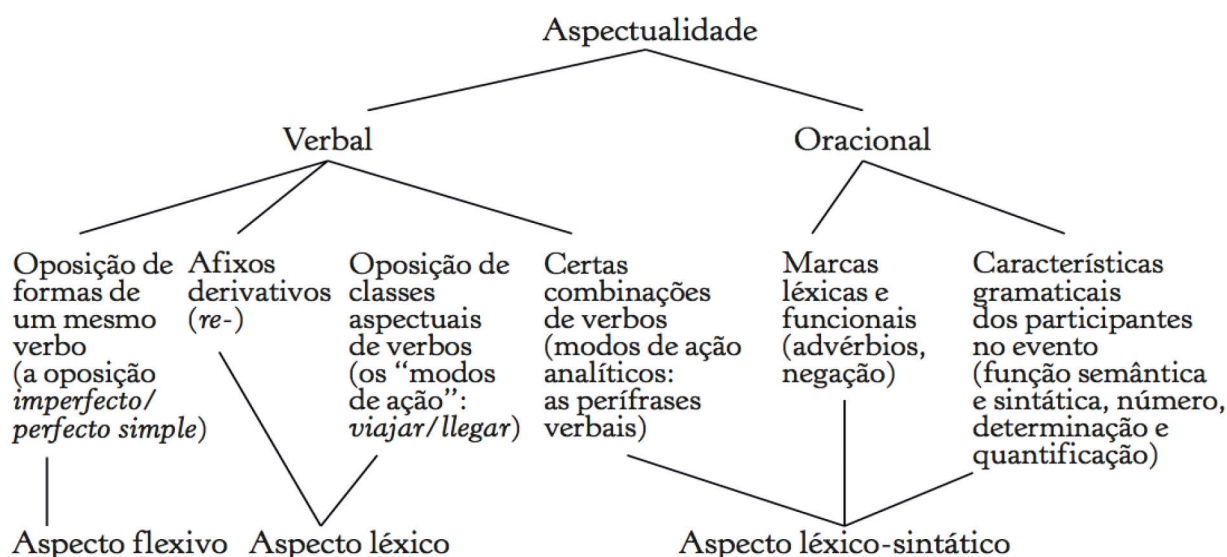 Aspectualidade
Verbal
Oracional
Oposição de
formas de
um mesmo
verbo
(a oposição
imperfecto/
perfecto simple)
Afixos
derivativos
(re-)
Oposição de
classes
aspectuais
de verbos
(os “modos
de ação”:
viajar/llegar)
Certas
combinações
de verbos
(modos de ação
analíticos:
as perífrases
verbais)
Marcas
léxicas e
funcionais
(advérbios,
negação)
Características
gramaticais
dos participantes
no evento
(função semântica
e sintática, número,
determinação e
quantificação)
Aspecto flexivo
Aspecto léxico
Aspecto léxico-sintático